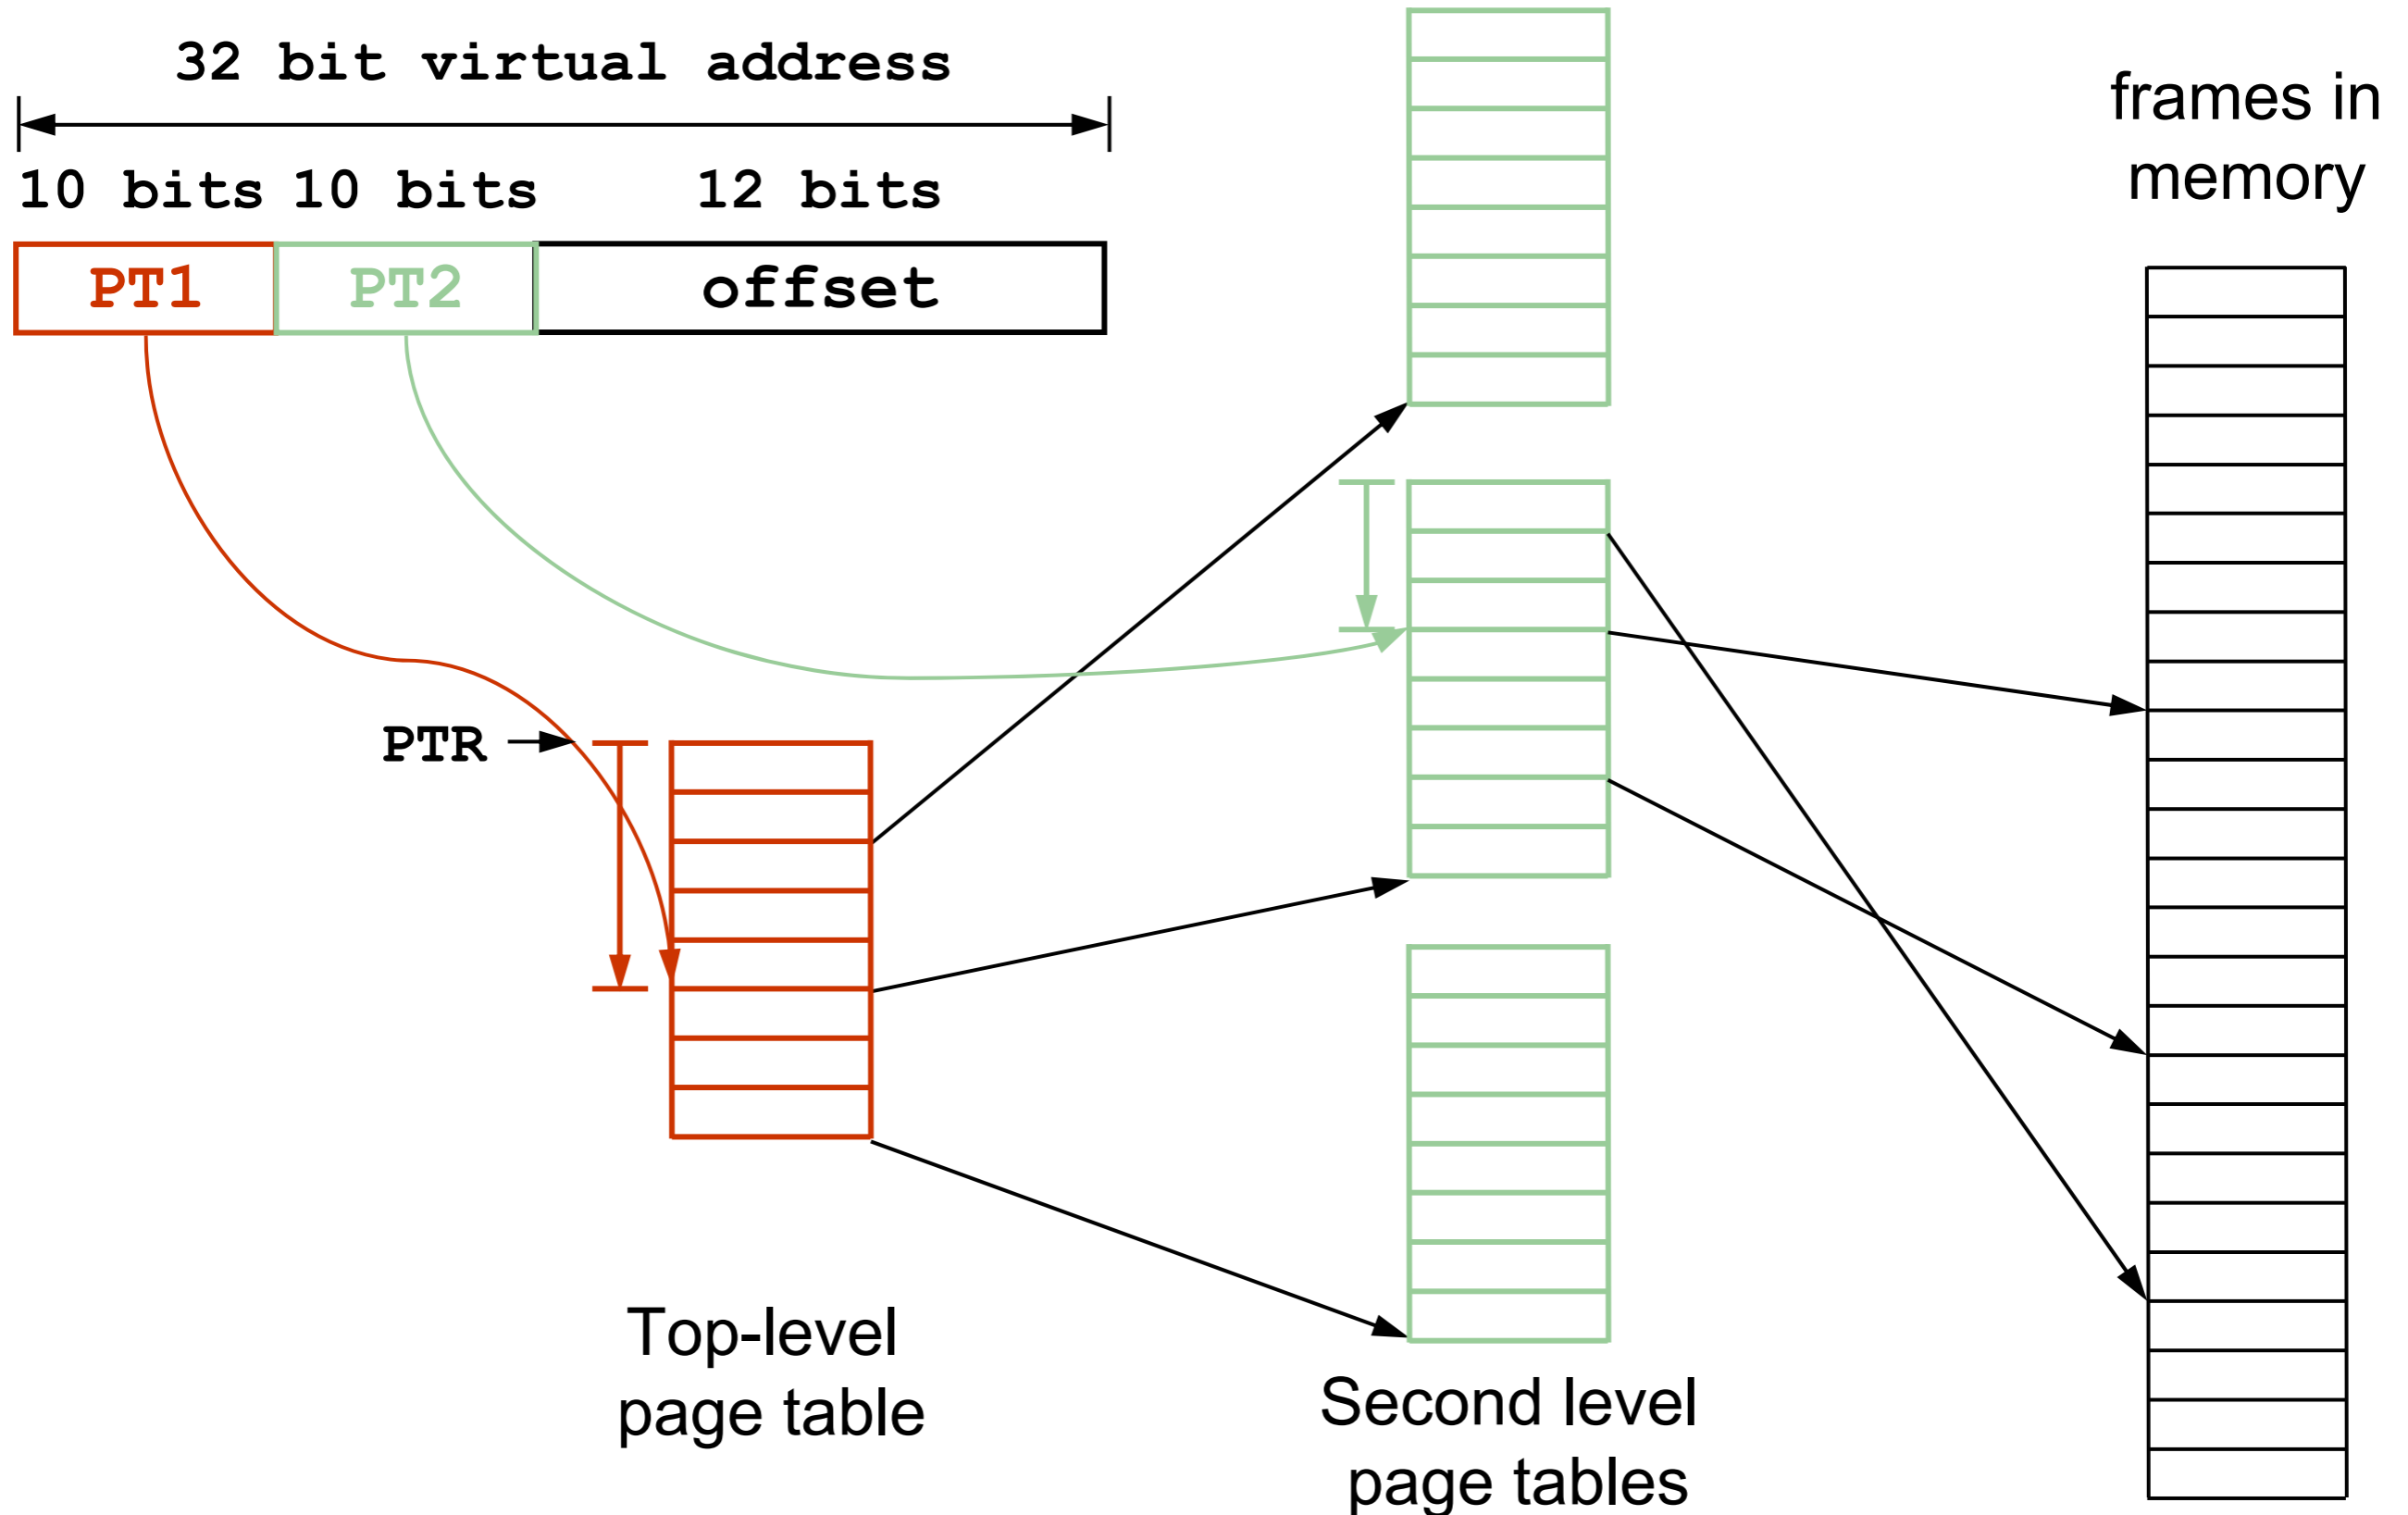 32 bit virtual address
10 bits 10 bits 12 bits
PT1 PT2 offset
frames in
memory
PTR
Top-level
page table
Second level
page tables